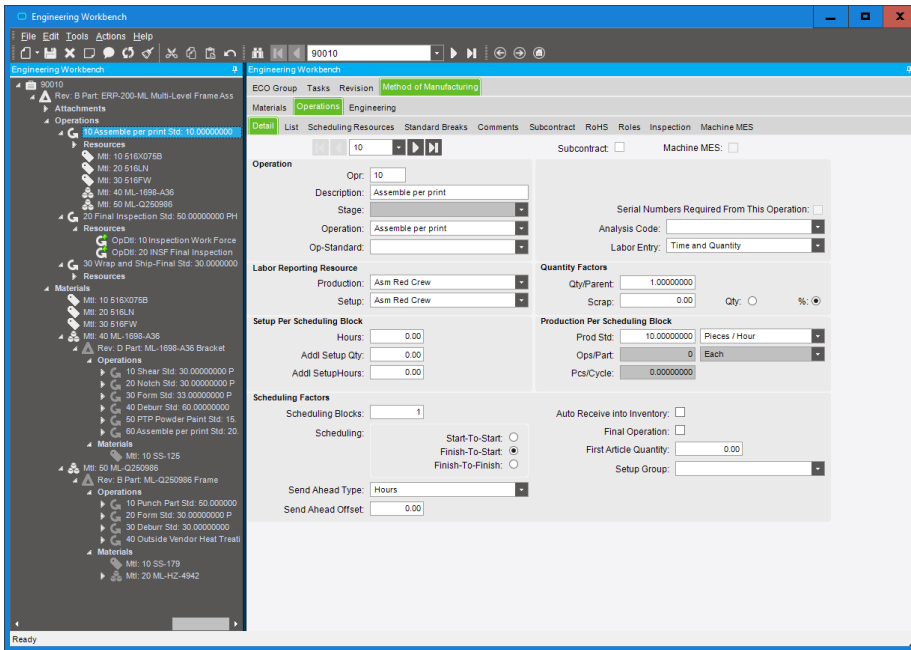 Engineering Workbench
File Edit Tools Actions Help
90010
Engineering Workbench
90010
Rev: B Part: ERP-200-ML Multi-Level Frame Ass
Attachments
Operations
10 Assemble per print Std: 10.00000000
Resources
Mtl: 10 516X075B
Mtl: 20 516LN
Mtl: 30 516FW
Mtl: 40 ML-1698-A36
Mtl: 50 ML-Q250986
20 Final Inspection Std: 50.00000000 PH
Resources
OpDtl: 10 Inspection Work Force
OpDtl: 20 INSF Final Inspection
30 Wrap and Ship-Final Std: 30.0000000
Resources
Materials
Mtl: 10 516X075B
Mtl: 20 516LN
Mtl: 30 516FW
Mtl: 40 ML-1698-A36
Rev: D Part: ML-1698-A36 Bracket
Operations
10 Shear Std: 30.00000000 P
20 Notch Std: 30.00000000 P
30 Form Std: 33.00000000 P
40 Deburr Std: 60.00000000
50 PTP Powder Paint Std: 15.
60 Assemble per print Std: 20.
Materials
Mtl: 10 SS-125
Mtl: 50 ML-Q250986
Rev: B Part: ML-Q250986 Frame
Operations
10 Punch Part Std: 50.000000
20 Form Std: 30.00000000 P
30 Deburr Std: 30.00000000
40 Outside Vendor Heat Treati
Materials
Mtl: 10 SS-179
Mtl: 20 ML-HZ-4942
Engineering Workbench
ECO Group Tasks Revision Method of Manufacturing
Materials Operations Engineering
Detail List Scheduling Resources Standard Breaks Comments Subcontract RoHS Roles Inspection Machine MES
10 Subcontract: Machine MES:
Operation
Opr: 10
Description: Assemble per print
Stage: Serial Numbers Required From This Operation:
Operation: Assemble per print Analysis Code:
Op-Standard: Labor Entry: Time and Quantity
Labor Reporting Resource Quantity Factors
Production: Asm Red Crew Qty/Parent: 1.00000000
Setup: Asm Red Crew Scrap: 0.00 Qty: %:
Setup Per Scheduling Block Production Per Scheduling Block
Hours: 0.00 Prod Std: 10.00000000 Pieces / Hour
Addl Setup Qty: 0.00 Ops/Part: 0 Each
Addl SetupHours: 0.00 Pcs/Cycle: 0.00000000
Scheduling Factors
Scheduling Blocks: 1 Auto Receive into Inventory:
Scheduling: Final Operation:
Start-To-Start:
Finish-To-Start: First Article Quantity: 0.00
Finish-To-Finish: Setup Group:
Send Ahead Type: Hours
Send Ahead Offset: 0.00
Ready